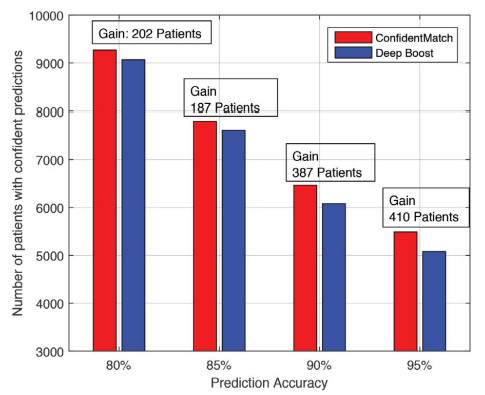 10000
9000
8000
7000
6000
5000
4000
3000
Number of patients with confident predictions
Gain: 202 Patients
Gain
187 Patients
Gain
387 Patients
Gain
410 Patients
ConfidentMatch
Deep Boost
80%
85%
90%
95%
Prediction Accuracy